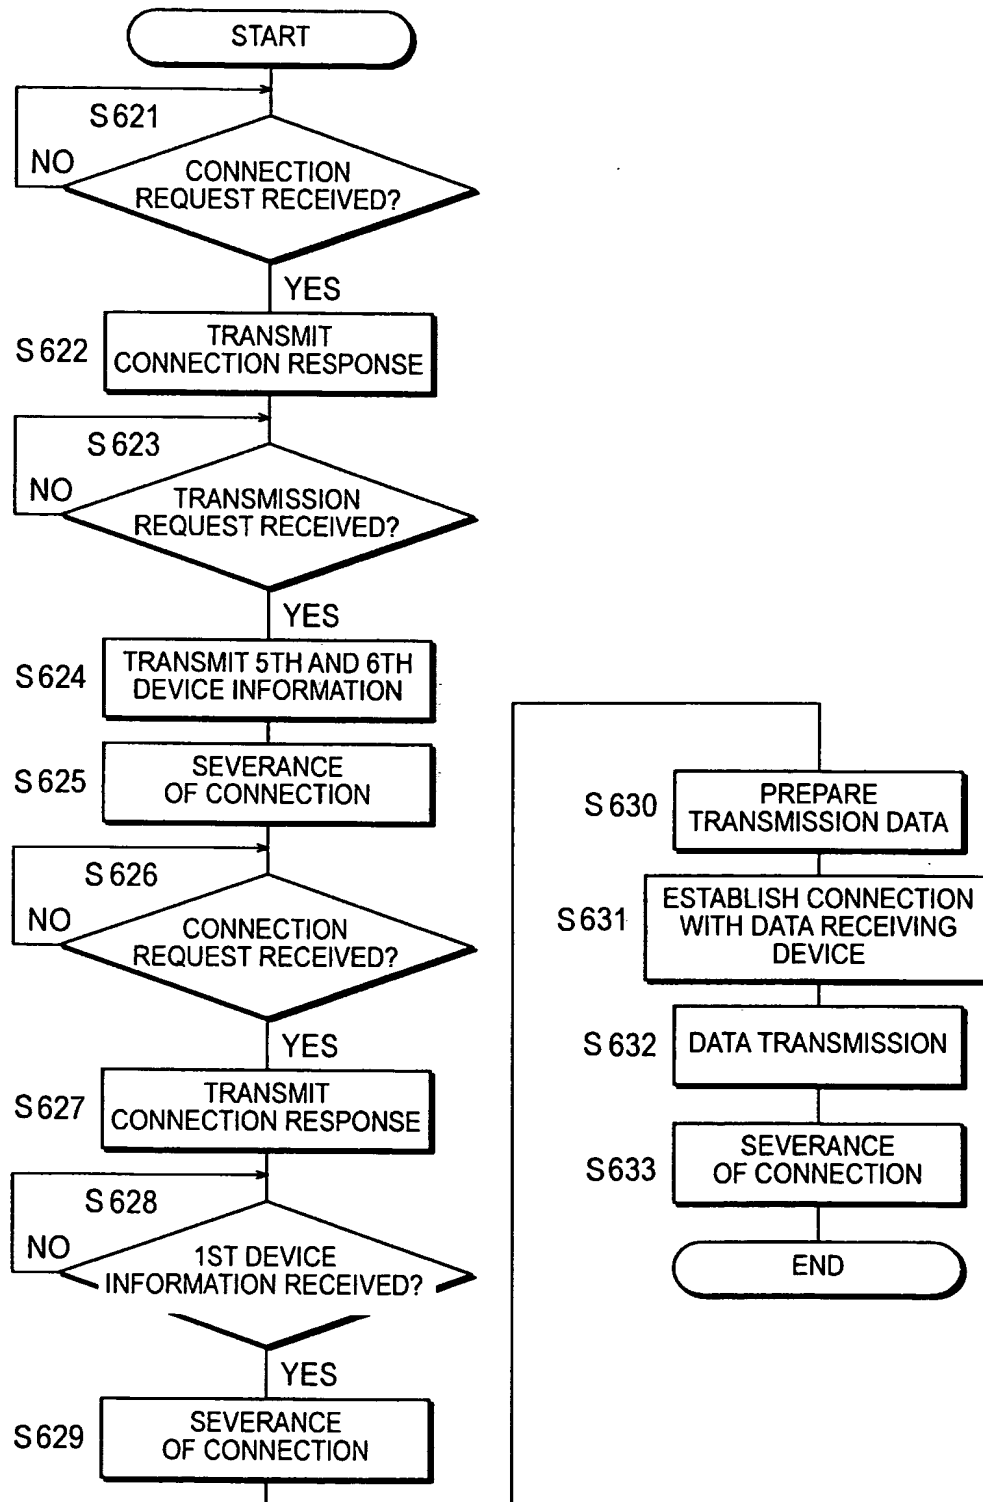 START
S621
NO
CONNECTION
REQUEST RECEIVED?
YES
S622
TRANSMIT
CONNECTION RESPONSE
S623
NO
TRANSMISSION
REQUEST RECEIVED?
YES
S624
TRANSMIT 5TH AND 6TH
DEVICE INFORMATION
S625
SEVERANCE
OF CONNECTION
S626
NO
CONNECTION
REQUEST RECEIVED?
YES
S627
TRANSMIT
CONNECTION RESPONSE
S628
NO
1ST DEVICE
INFORMATION RECEIVED?
YES
S629
SEVERANCE
OF CONNECTION
S630
PREPARE
TRANSMISSION DATA
S631
ESTABLISH CONNECTION
WITH DATA RECEIVING
DEVICE
S632
DATA TRANSMISSION
S633
SEVERANCE
OF CONNECTION
END